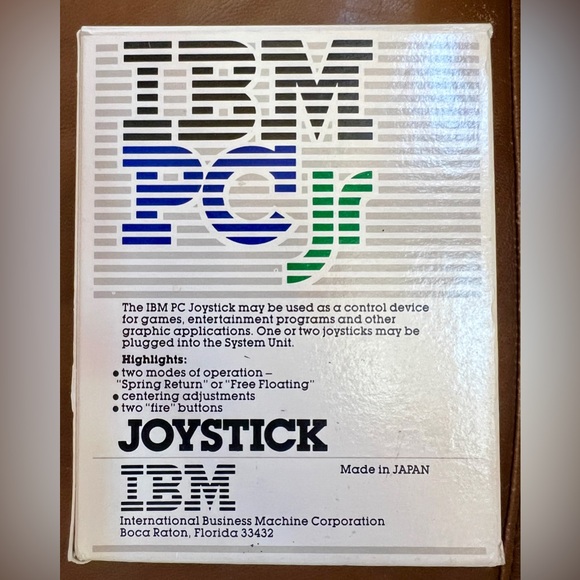 IBM
PCjr
The IBM PC Joystick may be used as a control device
for games, entertainment programs and other
graphic applications. One or two joysticks may be
plugged into the System Unit.
Highlights:
• two modes of operation –
"Spring Return" or "Free Floating"
• centering adjustments
• two "fire" buttons
JOYSTICK
IBM
Made in JAPAN
International Business Machine Corporation
Boca Raton, Florida 33432